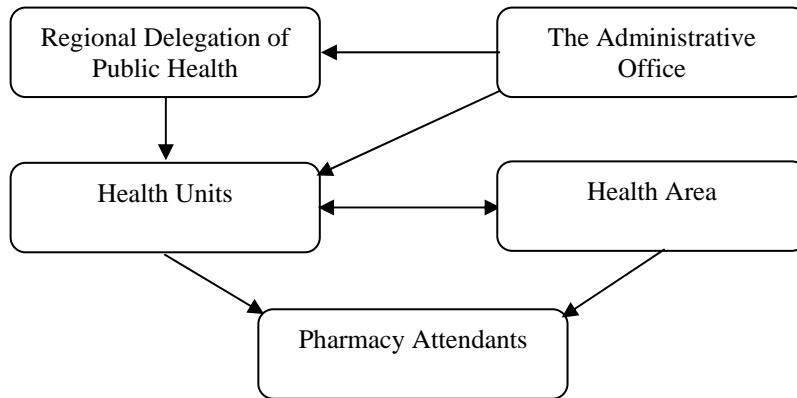 Regional Delegation of
Public Health
The Administrative
Office
Health Units
Health Area
Pharmacy Attendants